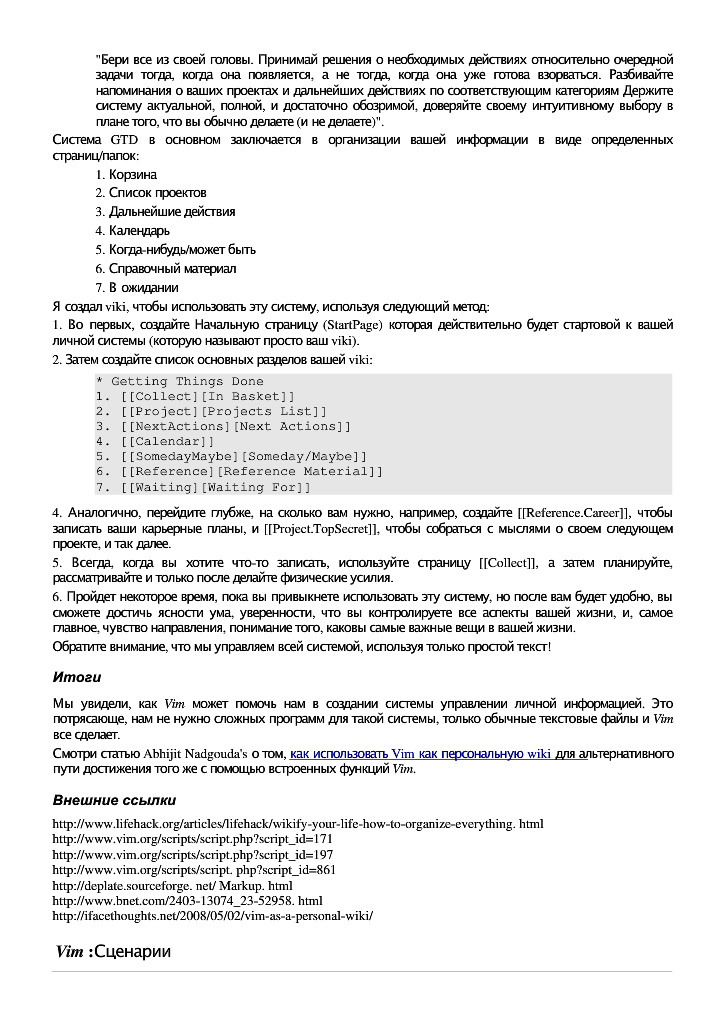 "Бери все из своей головы. Принимай решения о необходимых действиях относительно очередной
задачи тогда, когда она появляется, а не тогда, когда она уже готова взорваться. Разбивайте
напоминания о ваших проектах и дальнейших действиях по соответствующим категориям Держите
систему актуальной, полной, и достаточно обозримой, доверяйте своему интуитивному выбору в
плане того, что вы обычно делаете (и не делаете)".
Система GTD в основном заключается в организации вашей информации в виде определенных
страниц/папок:
1. Корзина
2. Список проектов
3. Дальнейшие действия
4. Календарь
5. Когда-нибудь/может быть
6. Справочный материал
7. В ожидании
Я создал viki, чтобы использовать эту систему, используя следующий метод:
1. Во первых, создайте Начальную страницу (StartPage) которая действительно будет стартовой к вашей
личной системы (которую называют просто ваш viki).
2. Затем создайте список основных разделов вашей viki:
* Getting Things Done
1. [[Collect][In Basket]]
2. [[Project][Projects List]]
3. [[NextActions][Next Actions]]
4. [[Calendar]]
5. [[SomedayMaybe][Someday/Maybe]]
6. [[Reference][Reference Material]]
7. [[Waiting][Waiting For]]
4. Аналогично, перейдите глубже, на сколько вам нужно, например, создайте [[Reference.Career]], чтобы
записать ваши карьерные планы, и [[Project.TopSecret]], чтобы собраться с мыслями о своем следующем
проекте, и так далее.
5. Всегда, когда вы хотите что-то записать, используйте страницу [[Collect]], а затем планируйте,
рассматривайте и только после делайте физические усилия.
6. Пройдет некоторое время, пока вы привыкнете использовать эту систему, но после вам будет удобно, вы
сможете достичь ясности ума, уверенности, что вы контролируете все аспекты вашей жизни, и, самое
главное, чувство направления, понимание того, каковы самые важные вещи в вашей жизни.
Обратите внимание, что мы управляем всей системой, используя только простой текст!
Итоги
Мы увидели, как Vim может помочь нам в создании системы управлении личной информацией. Это
потрясающе, нам не нужно сложных программ для такой системы, только обычные текстовые файлы и Vim
все сделает.
Смотри статью Abhijit Nadgouda's о том, как использовать Vim как персональную wiki для альтернативного
пути достижения того же с помощью встроенных функций Vim.
Внешние ссылки
http://www.lifehack.org/articles/lifehack/wikify-your-life-how-to-organize-everything. html
http://www.vim.org/scripts/script.php?script_id=171
http://www.vim.org/scripts/script.php?script_id=197
http://www.vim.org/scripts/script. php?script_id=861
http://deplate.sourceforge. net/ Markup. html
http://www.bnet.com/2403-13074_23-52958. html
http://ifacethoughts.net/2008/05/02/vim-as-a-personal-wiki/
Vim :Сценарии